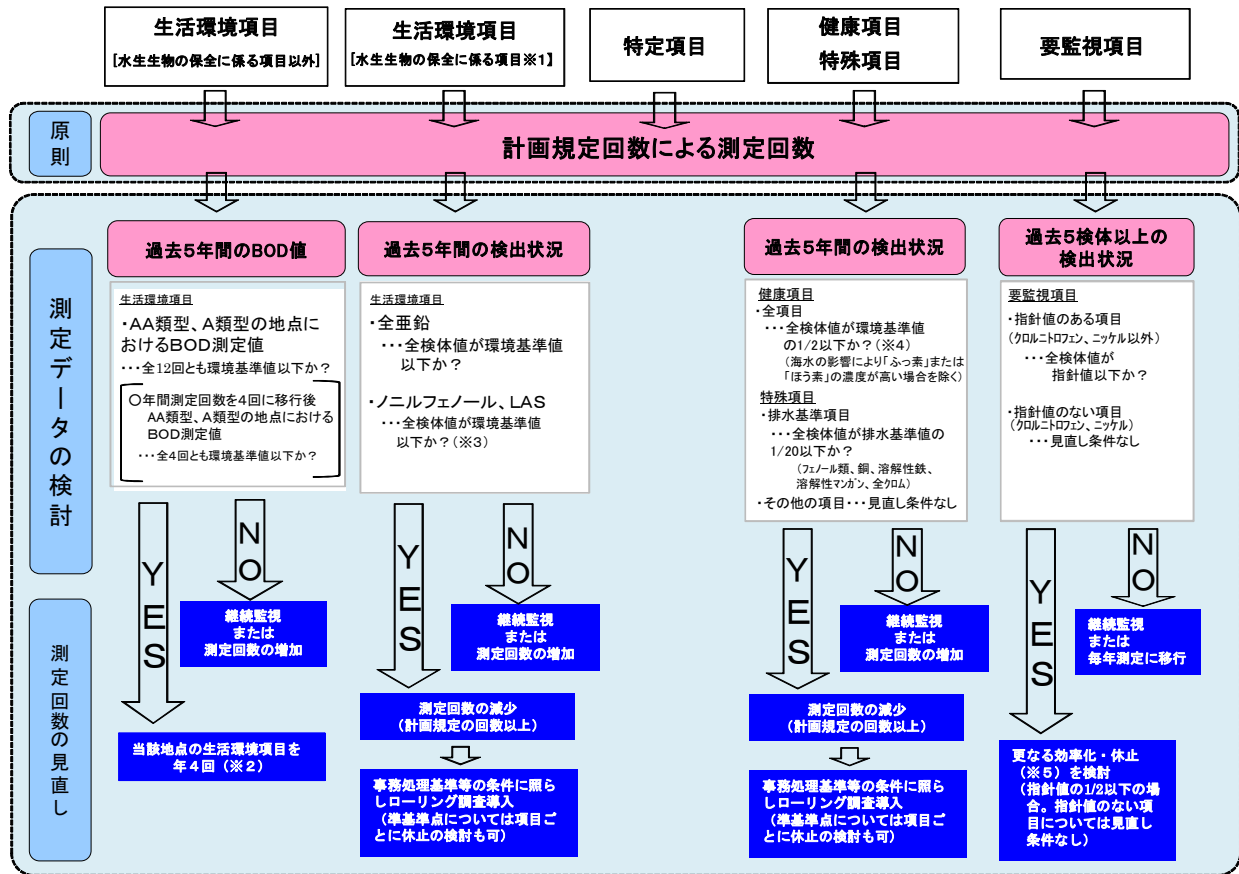 生活環境項目
[水生生物の保全に係る項目以外]
生活環境項目
[水生生物の保全に係る項目※1】
特定項目
健康項目
特殊項目
要監視項目
原則
計画規定回数による測定回数
測定データの検討
過去5年間のBOD値
生活環境項目
・AA類型、A類型の地点に
おけるBOD測定値
・・・全12回とも環境基準値以下か？
○年間測定回数を4回に移行後
AA類型、A類型の地点における
BOD測定値
・・・全4回とも環境基準値以下か？
過去5年間の検出状況
生活環境項目
・全亜鉛
・・・全検体値が環境基準値
以下か？
・ノニルフェノール、LAS
・・・全検体値が環境基準値
以下か？(※3)
過去5年間の検出状況
健康項目
・全項目
・・・全検体値が環境基準値
の1/2以下か？(※4)
(海水の影響により「ふっ素」または
「ほう素」の濃度が高い場合を除く)
特殊項目
・排水基準項目
・・・全検体値が排水基準値の
1/20以下か？
(フェノール類、銅、溶解性鉄、
溶解性マンガン、全クロム)
・その他の項目・・・見直し条件なし
過去5検体以上の
検出状況
要監視項目
・指針値のある項目
(クロルニトロフェン、ニッケル以外)
・・・全検体値が
指針値以下か？
・指針値のない項目
(クロルニトロフェン、ニッケル)
・・・見直し条件なし
YES
NO
YES
NO
YES
NO
YES
NO
測定回数の見直し
継続監視
または
測定回数の増加
当該地点の生活環境項目を
年4回（※2）
継続監視
または
測定回数の増加
測定回数の減少
（計画規定の回数以上）
事務処理基準等の条件に照ら
しローリング調査導入
（準基準点については項目ご
とに休止の検討も可）
継続監視
または
測定回数の増加
測定回数の減少
（計画規定の回数以上）
事務処理基準等の条件に照ら
しローリング調査導入
（準基準点については項目ご
とに休止の検討も可）
継続監視
または
毎年測定に移行
更なる効率化・休止
（※5）を検討
（指針値の1/2以下の場
合。指針値のない項
目については見直し
条件なし）